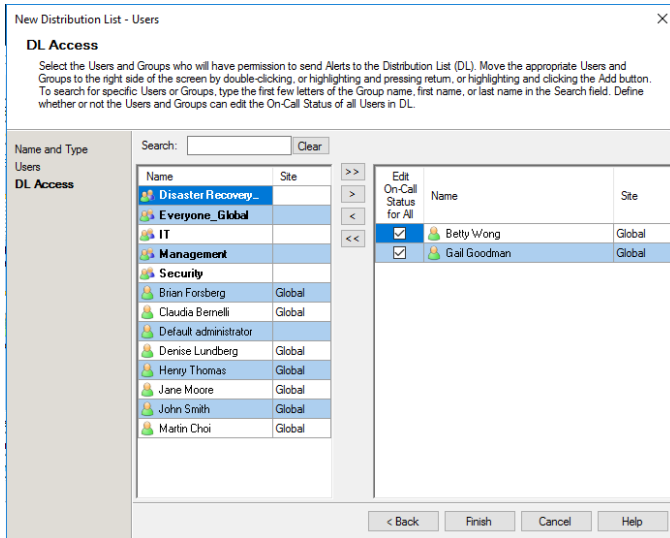 New Distribution List - Users
DL Access
Select the Users and Groups who will have permission to send Alerts to the Distribution List (DL). Move the appropriate Users and
Groups to the right side of the screen by double-clicking, or highlighting and pressing return, or highlighting and clicking the Add button.
To search for specific Users or Groups, type the first few letters of the Group name, first name, or last name in the Search field. Define
whether or not the Users and Groups can edit the On-Call Status of all Users in DL.
Name and Type
Users
DL Access
Search:
Clear
Name Site
Disaster Recovery_
Everyone_Global
IT
Management
Security
Brian Forsberg Global
Claudia Bernelli Global
Default administrator
Denise Lundberg Global
Henry Thomas Global
Jane Moore Global
John Smith Global
Martin Choi Global
>>
>
<
<<
Edit
On-Call
Status
for All
Name Site
Betty Wong Global
Gail Goodman Global
< Back Finish Cancel Help